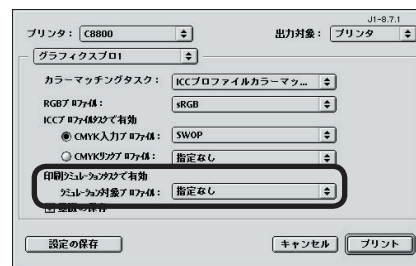 J1-8.7.1
プリンタ： C8800 出力対象： プリンタ
グラフィクスプロ1
カラーマッチングタスク： ICCプロファイルカラーマッ...
RGBﾌﾟﾛﾌｧｲﾙ： sRGB
ICCﾌﾟﾛﾌｧｲﾙﾀｽｸで有効
CMYK入力ﾌﾟﾛﾌｧｲﾙ： SWOP
CMYKﾘﾝｸﾌﾟﾛﾌｧｲﾙ： 指定なし
印刷ｼﾐｭﾚｰｼｮﾝﾀｽｸで有効
ｼﾐｭﾚｰｼｮﾝ対象ﾌﾟﾛﾌｧｲﾙ： 指定なし
の保存
設定の保存 キャンセル プリント